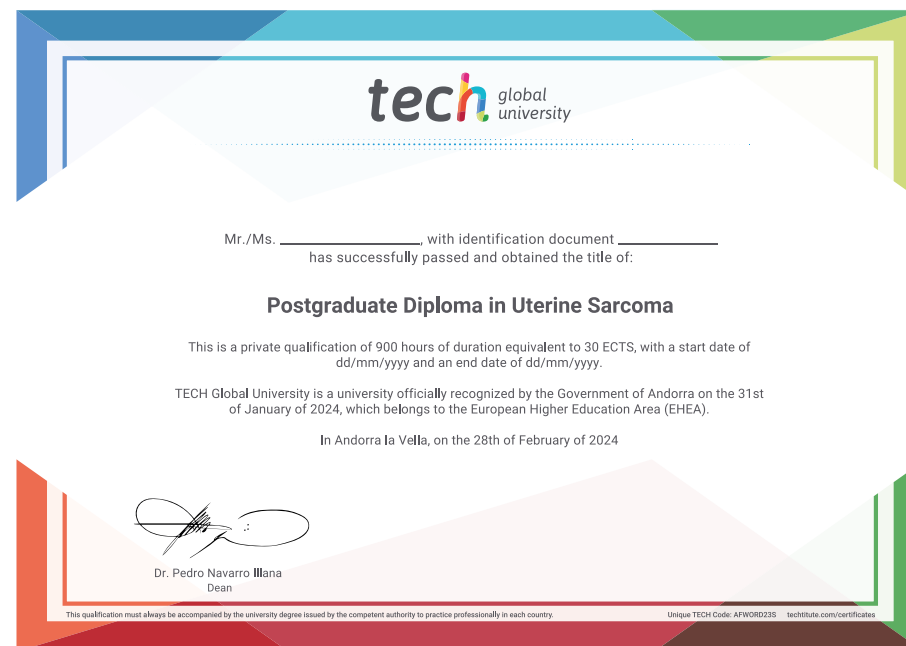 tech global university
Mr./Ms. ____________, with identification document ____________
has successfully passed and obtained the title of:
Postgraduate Diploma in Uterine Sarcoma
This is a private qualification of 900 hours of duration equivalent to 30 ECTS, with a start date of
dd/mm/yyyy and an end date of dd/mm/yyyy.
TECH Global University is a university officially recognized by the Government of Andorra on the 31st
of January of 2024, which belongs to the European Higher Education Area (EHEA).
In Andorra la Vella, on the 28th of February of 2024
Dr. Pedro Navarro Illana
Dean
This qualification must always be accompanied by the university degree issued by the competent authority to practice professionally in each country.
Unique TECH Code: AFWORD23S techtitute.com/certificates